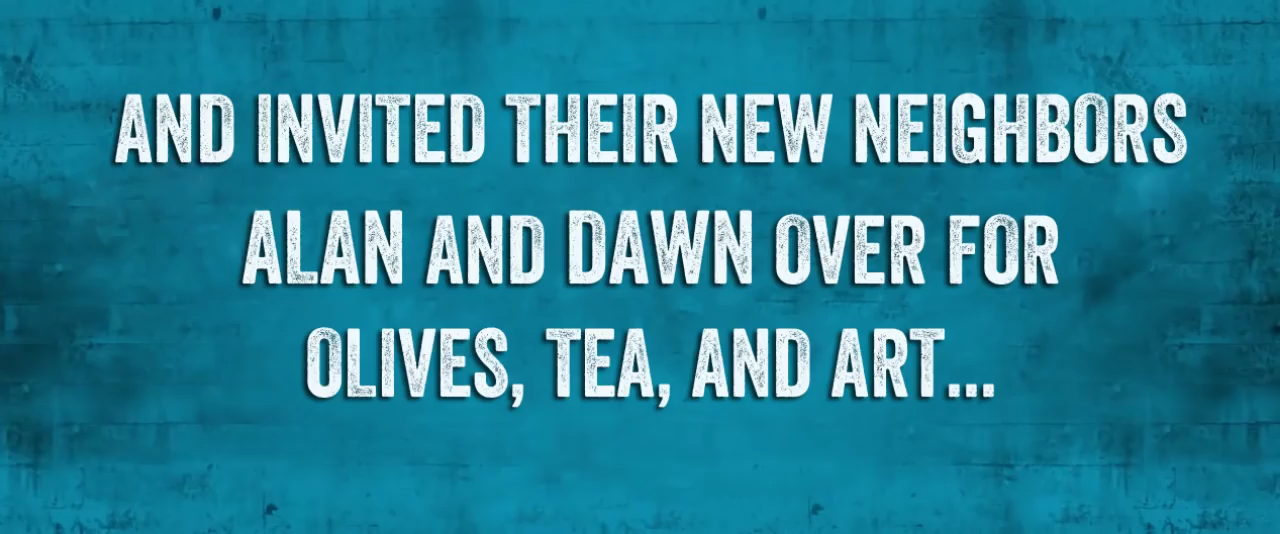 AND INVITED THEIR NEW NEIGHBORS
ALAN AND DAWN OVER FOR
OLIVES, TEA, AND ART...